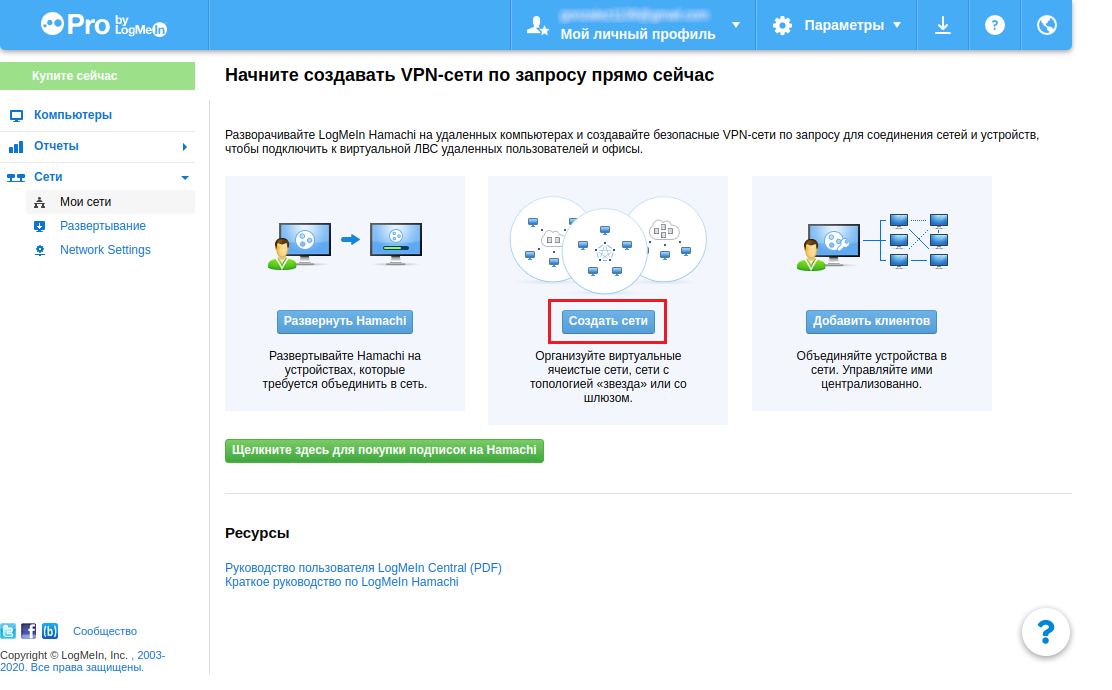 Pro by LogMeIn
Мой личный профиль
Параметры
?
Купите сейчас
Компьютеры
Отчеты
Сети
Мои сети
Развертывание
Network Settings
Начните создавать VPN-сети по запросу прямо сейчас
Разворачивайте LogMeIn Hamachi на удаленных компьютерах и создавайте безопасные VPN-сети по запросу для соединения сетей и устройств,
чтобы подключить к виртуальной ЛВС удаленных пользователей и офисы.
Развернуть Hamachi
Развертывайте Hamachi на
устройствах, которые
требуется объединить в сеть.
Создать сети
Организуйте виртуальные
ячеистые сети, сети с
топологией «звезда» или со
шлюзом.
Добавить клиентов
Объединяйте устройства в
сети. Управляйте ими
централизованно.
Щелкните здесь для покупки подписок на Hamachi
Ресурсы
Руководство пользователя LogMeIn Central (PDF)
Краткое руководство по LogMeIn Hamachi
Сообщество
Copyright © LogMeIn, Inc. , 2003-
2020. Все права защищены.
?